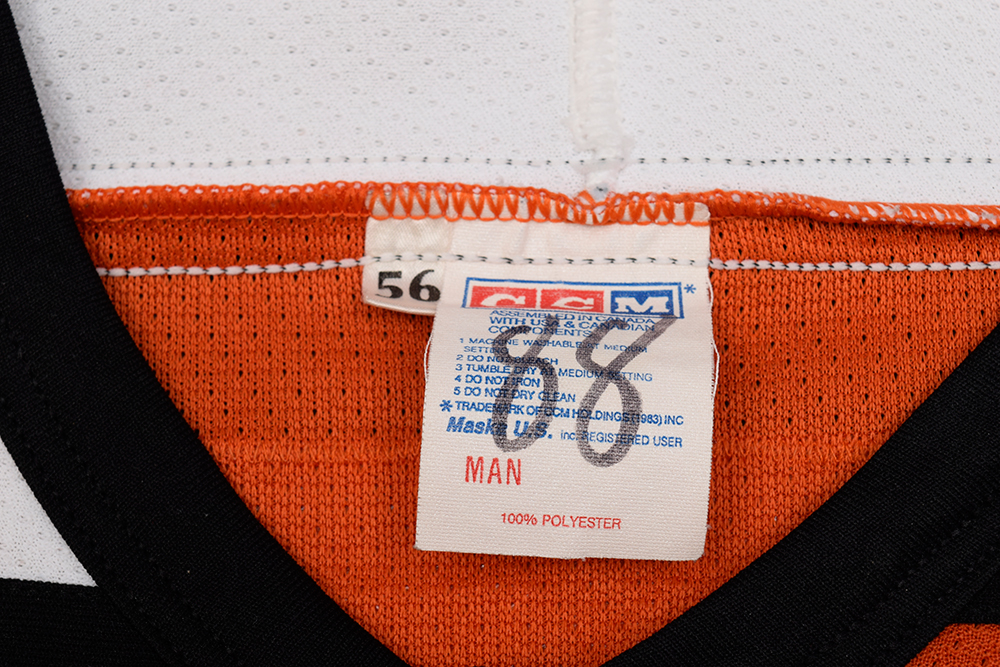 56
CCM*
ASSEMBLED IN CANADA
WITH US & CANADIAN
COMPONENTS
1 MACHINE WASHABLE AT MEDIUM
SETTING
2 DO NOT BLEACH
3 TUMBLE DRY AT MEDIUM SETTING
4 DO NOT IRON
5 DO NOT DRY CLEAN
* TRADEMARK OF CCM HOLDINGS (1983) INC
Maska U.S. inc. REGISTERED USER
88
MAN
100% POLYESTER